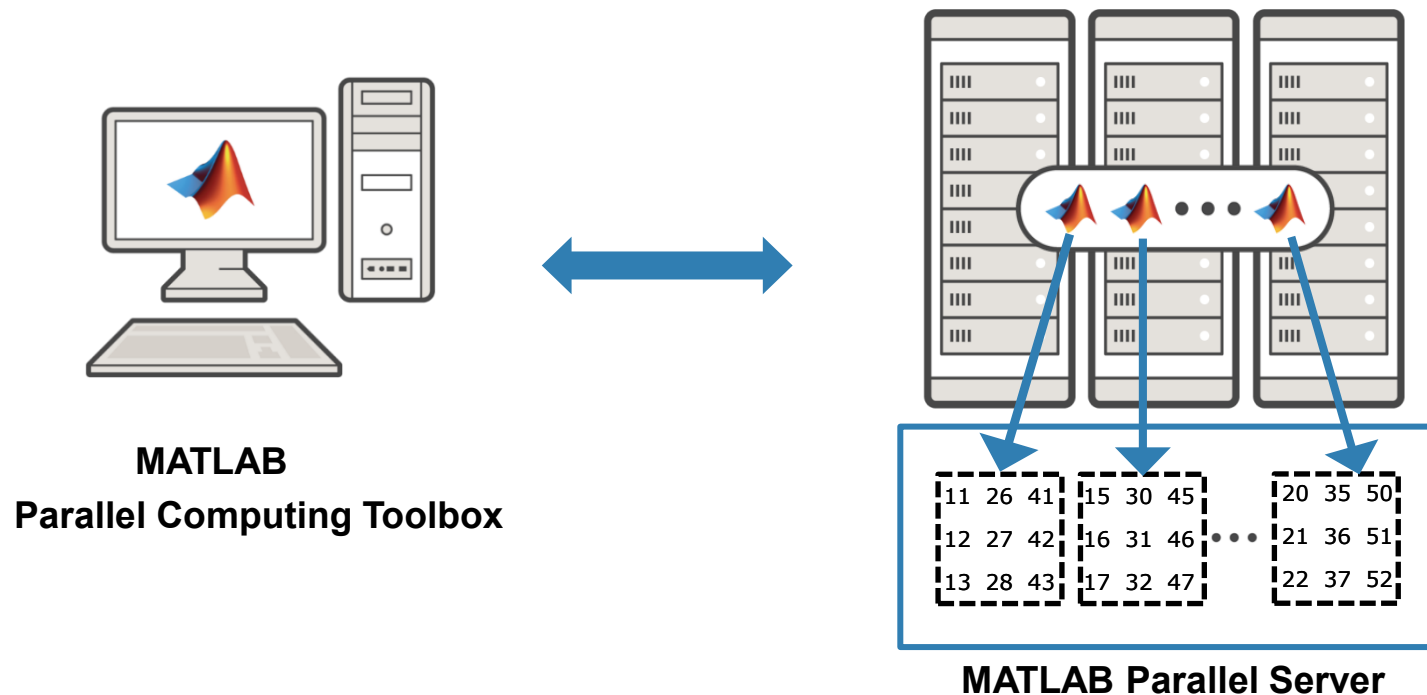 MATLAB
Parallel Computing Toolbox
11 26 41 15 30 45 20 35 50
12 27 42 16 31 46 21 36 51
13 28 43 17 32 47 22 37 52
MATLAB Parallel Server